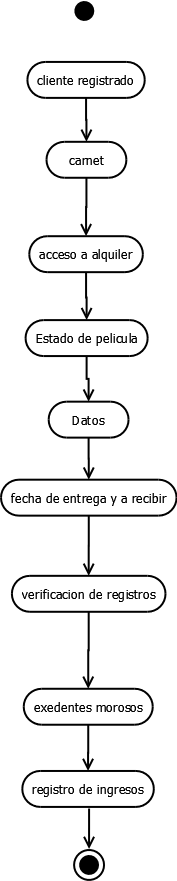 cliente registrado
carnet
acceso a alquiler
Estado de pelicula
Datos
fecha de entrega y a recibir
verificacion de registros
exedentes morosos
registro de ingresos